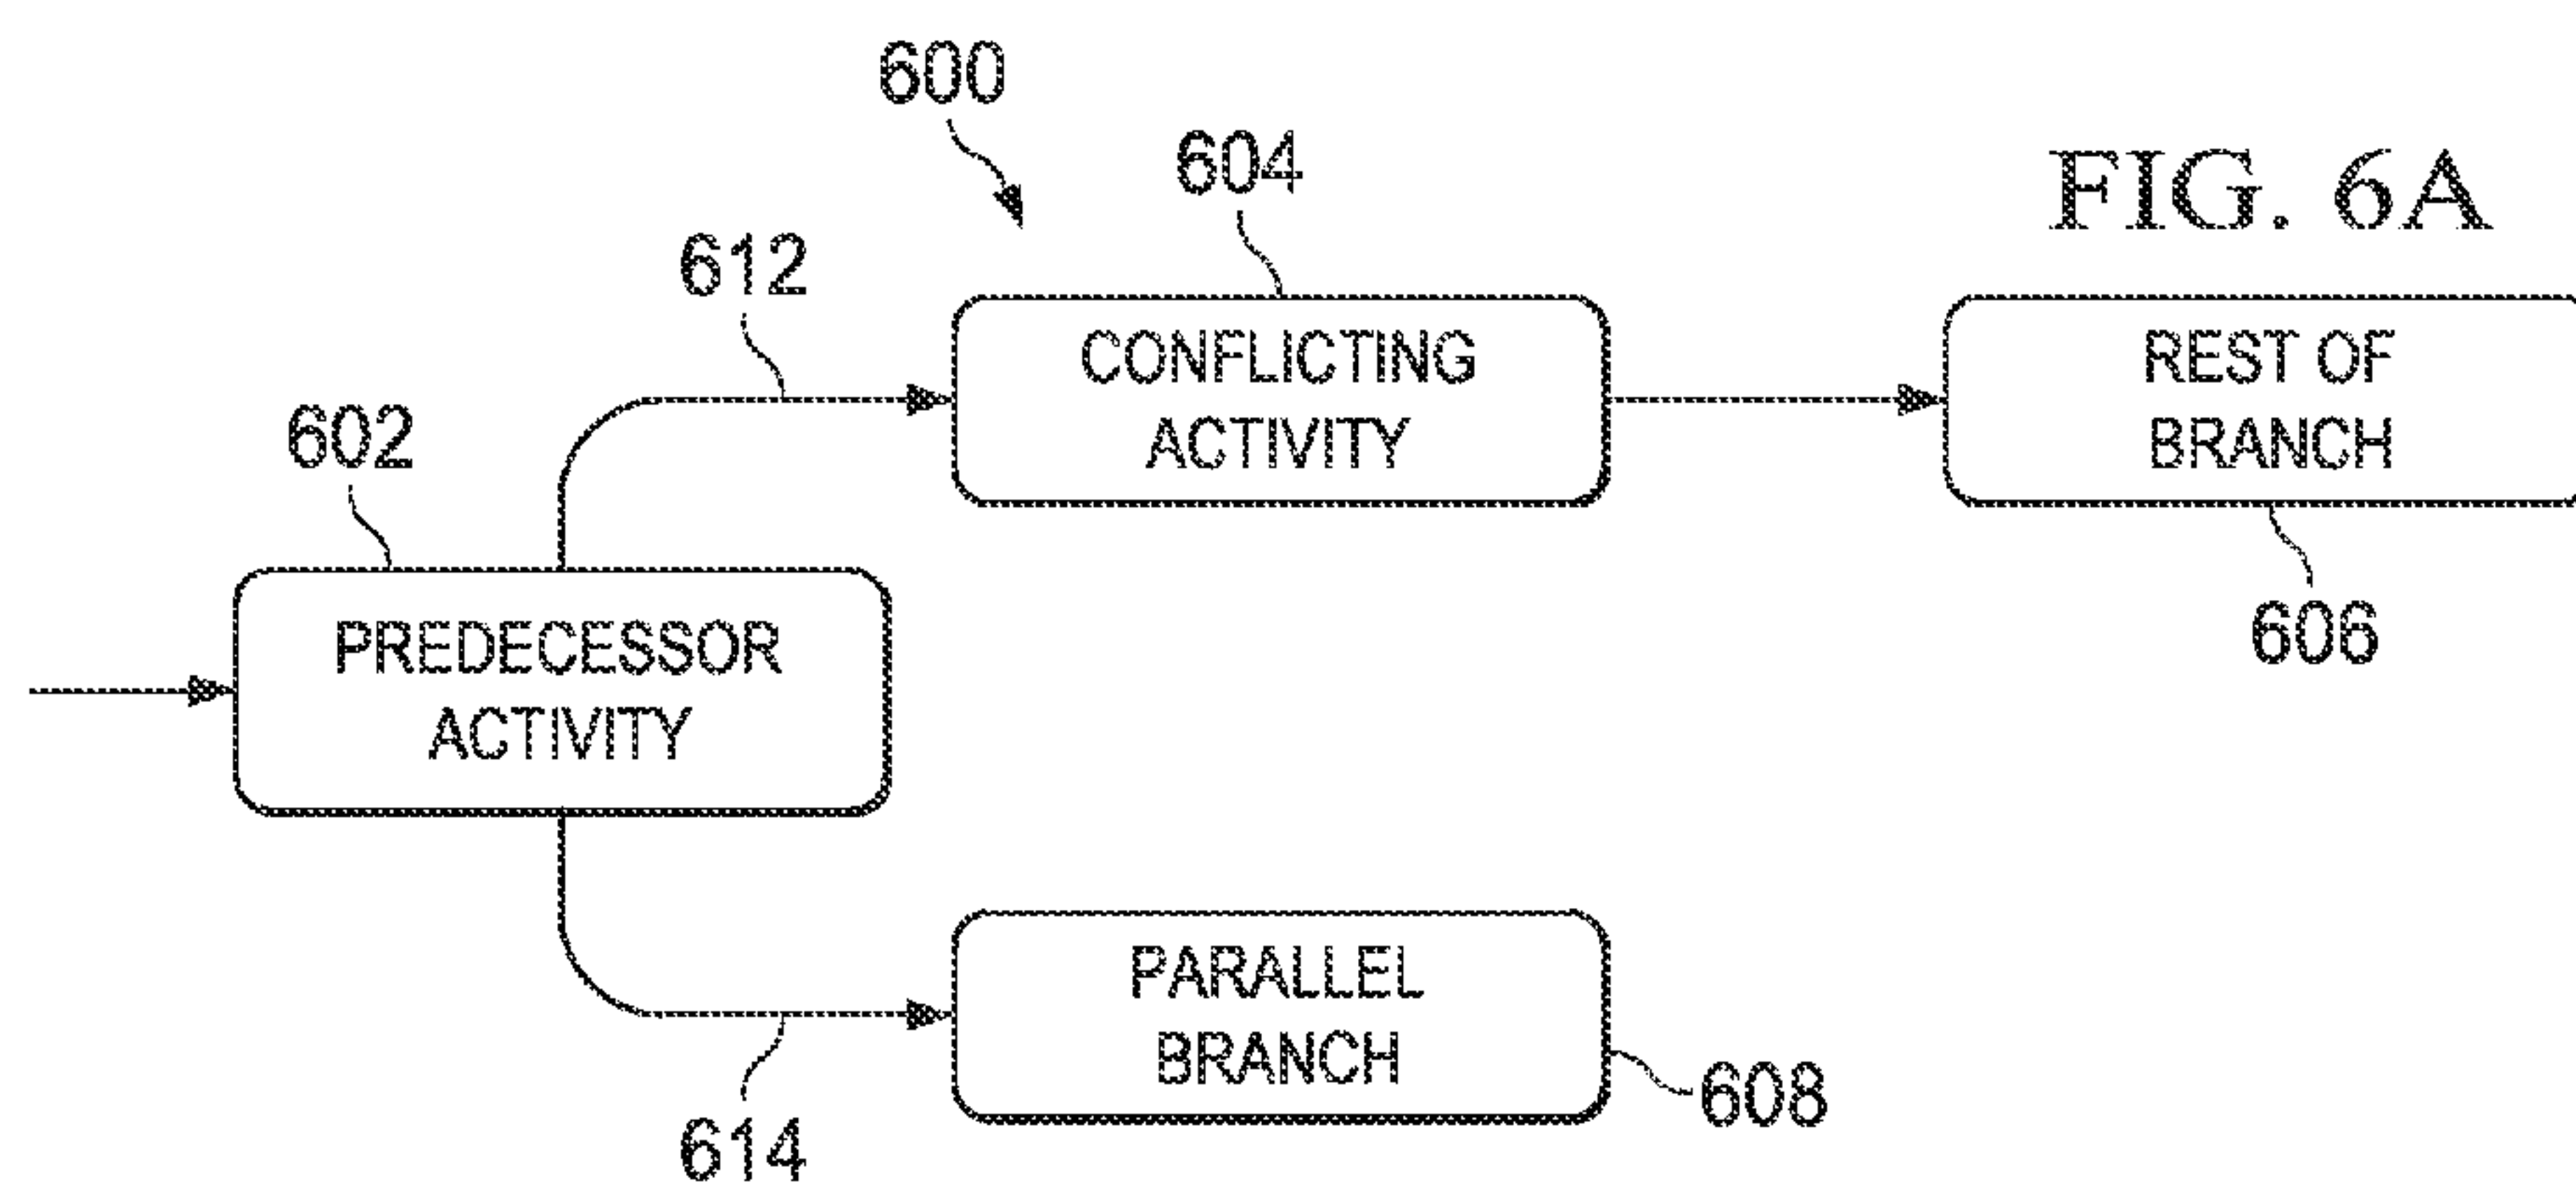 600
604
FIG. 6A
612
CONFLICTING
ACTIVITY
REST OF
BRANCH
602
606
PREDECESSOR
ACTIVITY
PARALLEL
BRANCH
608
614